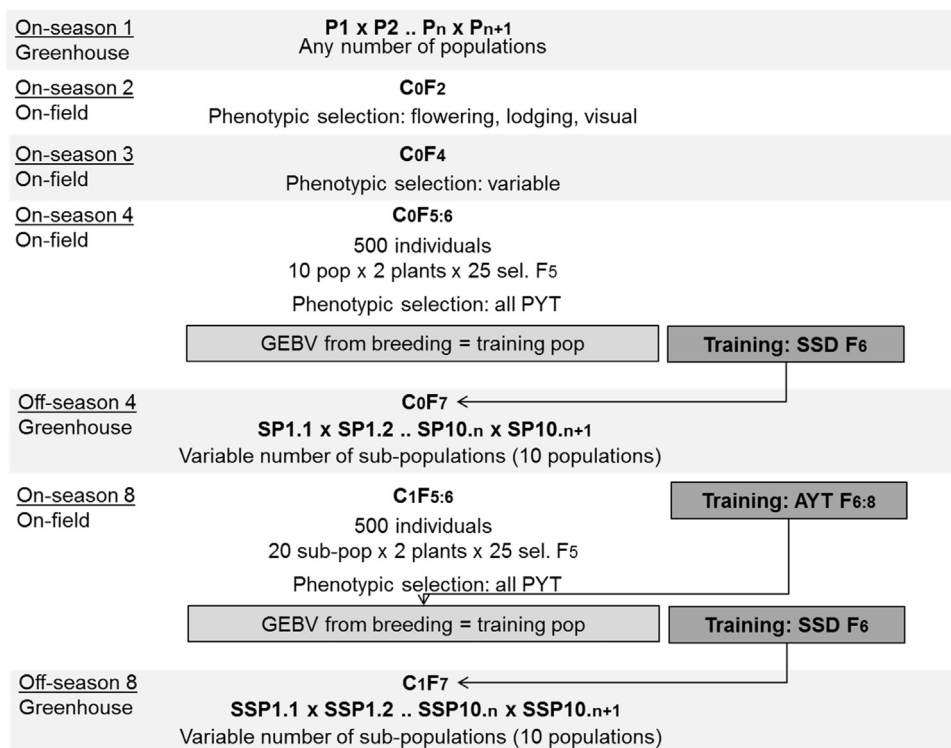 On-season 1
Greenhouse
P1 x P2 .. Pn x Pn+1
Any number of populations
On-season 2
On-field
C0F2
Phenotypic selection: flowering, lodging, visual
On-season 3
On-field
C0F4
Phenotypic selection: variable
On-season 4
On-field
C0F5:6
500 individuals
10 pop x 2 plants x 25 sel. F5
Phenotypic selection: all PYT
GEBV from breeding = training pop
Training: SSD F6
Off-season 4
Greenhouse
C0F7
SP1.1 x SP1.2 .. SP10.n x SP10.n+1
Variable number of sub-populations (10 populations)
On-season 8
On-field
C1F5:6
Training: AYT F6:8
500 individuals
20 sub-pop x 2 plants x 25 sel. F5
Phenotypic selection: all PYT
GEBV from breeding = training pop
Training: SSD F6
Off-season 8
Greenhouse
C1F7
SSP1.1 x SSP1.2 .. SSP10.n x SSP10.n+1
Variable number of sub-populations (10 populations)